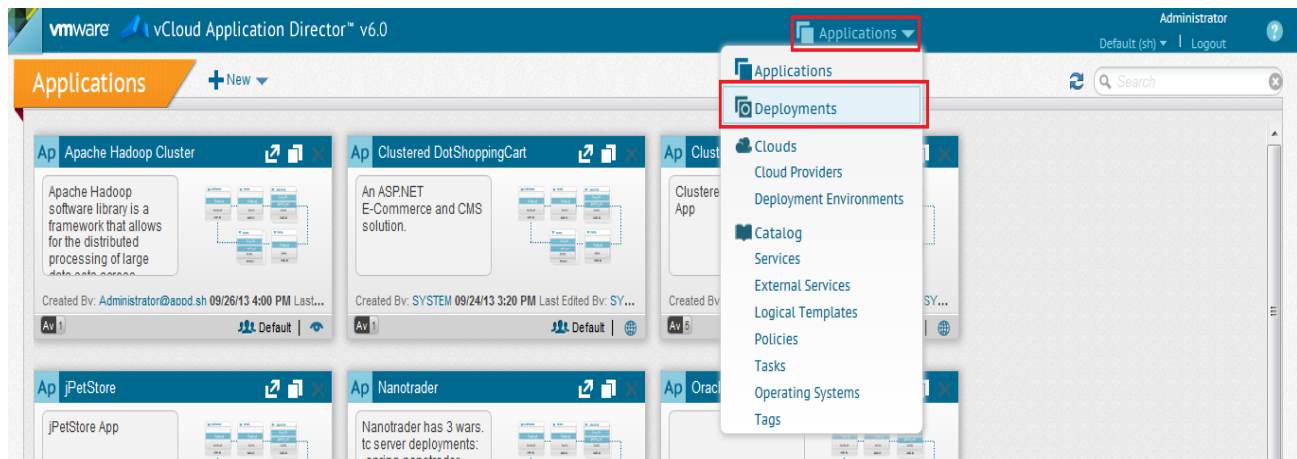 vmware vCloud Application Director™ v6.0
Applications
Administrator
Default (sh) | Logout
?
Applications
New
Search
Applications
Deployments
Clouds
Cloud Providers
Deployment Environments
Catalog
Services
External Services
Logical Templates
Policies
Tasks
Operating Systems
Tags
Ap Apache Hadoop Cluster
Apache Hadoop
software library is a
framework that allows
for the distributed
processing of large
data sets across
Created By: Administrator@appd.sh 09/26/13 4:00 PM Last...
Av 1 Default |
Ap Clustered DotShoppingCart
An ASP.NET
E-Commerce and CMS
solution.
Created By: SYSTEM 09/24/13 3:20 PM Last Edited By: SY...
Av 1 Default |
Ap Clust
Clustere
App
Created By SY...
Av 5 |
Ap jPetStore
jPetStore App
Ap Nanotrader
Nanotrader has 3 wars.
tc server deployments:
Ap Oracl